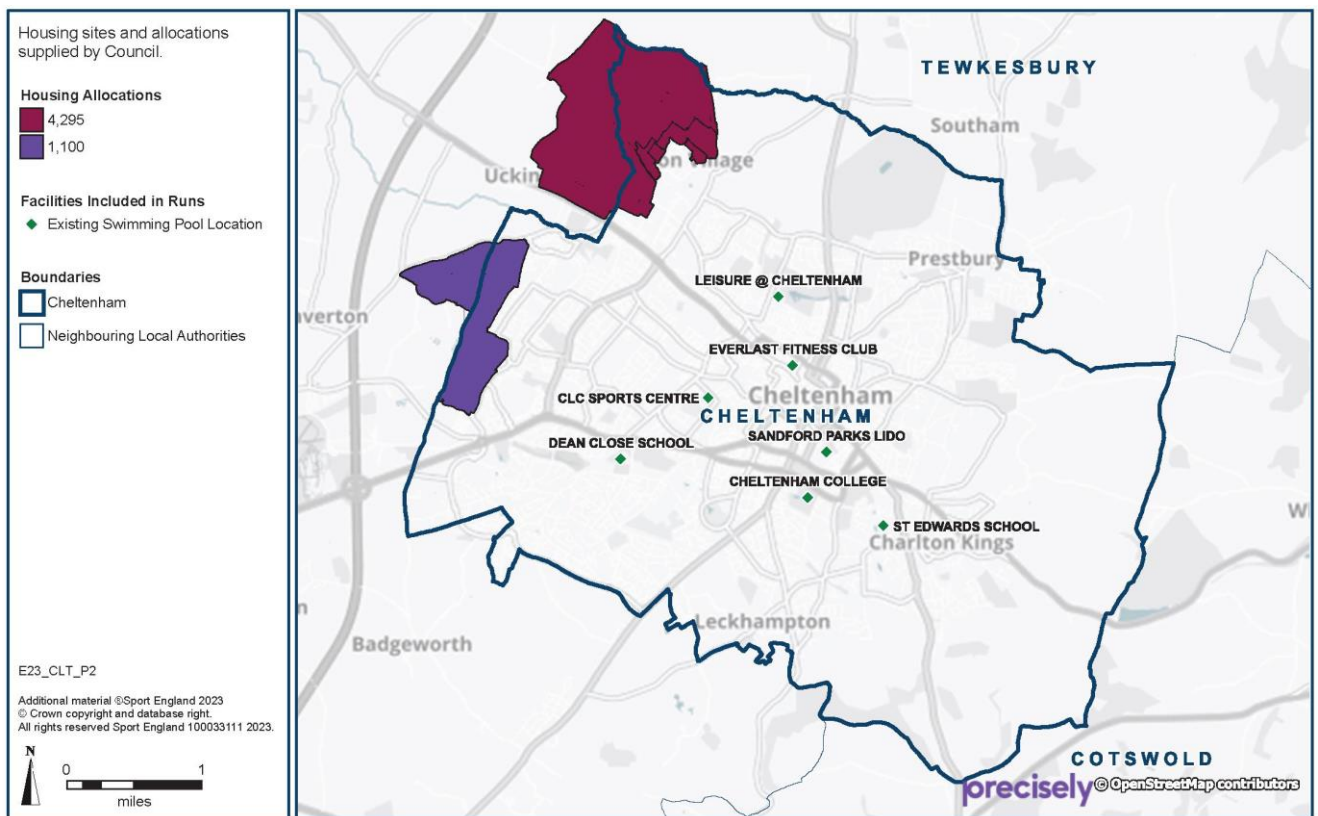 Housing sites and allocations
supplied by Council.
Housing Allocations
4,295
1,100
Facilities Included in Runs
Existing Swimming Pool Location
Boundaries
Cheltenham
Neighbouring Local Authorities
E23_CLT_P2
Additional material ©Sport England 2023
© Crown copyright and database right.
All rights reserved Sport England 100033111 2023.
N
0 1
miles
TEWKESBURY
Southam
on Village
Uckin
Prestbury
LEISURE @ CHELTENHAM
averton
EVERLAST FITNESS CLUB
Cheltenham
CLC SPORTS CENTRE
CHELTENHAM
SANDFORD PARKS LIDO
DEAN CLOSE SCHOOL
CHELTENHAM COLLEGE
ST EDWARDS SCHOOL
Charlton Kings
Leckhampton
Badgeworth
COTSWOLD
precisely © OpenStreetMap contributors